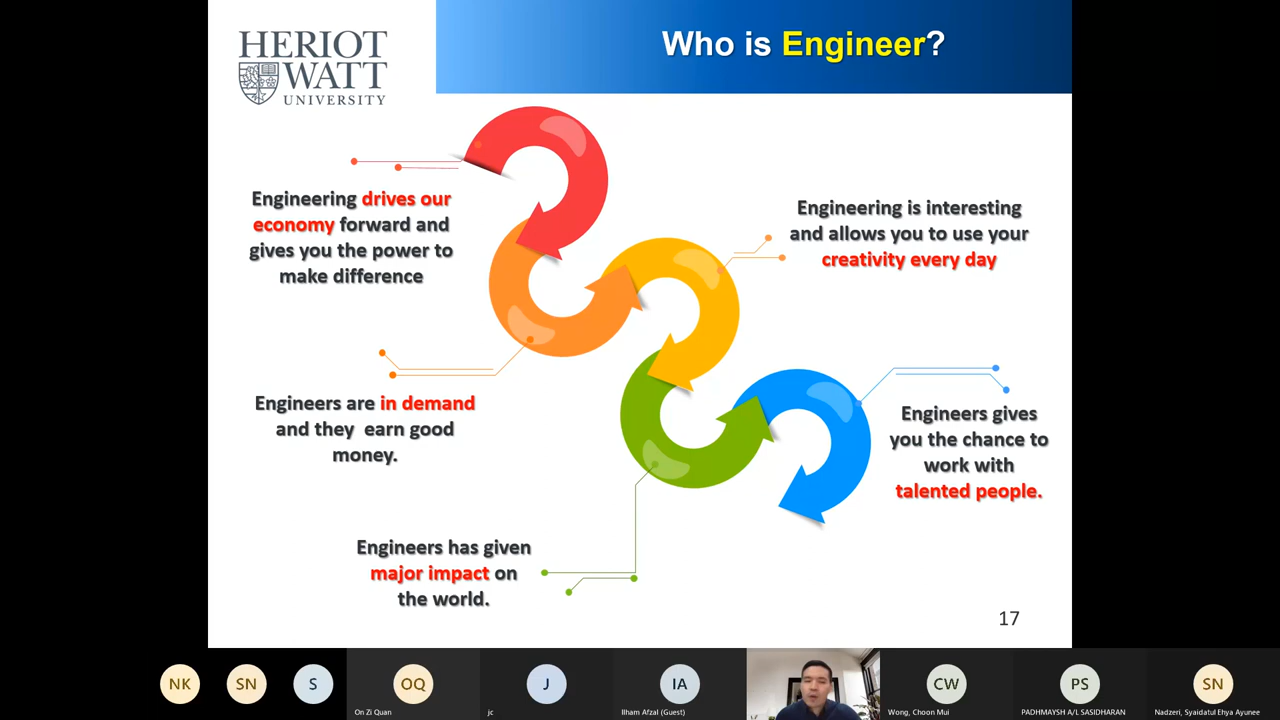 HERIOT
WATT
UNIVERSITY
Who is Engineer?
Engineering drives our
economy forward and
gives you the power to
make difference
Engineering is interesting
and allows you to use your
creativity every day
Engineers are in demand
and they earn good
money.
Engineers gives
you the chance to
work with
talented people.
Engineers has given
major impact on
the world.
17
NK
SN
S
OQ
On Zi Quan
J
jc
IA
Ilham Afzal (Guest)
CW
Wong, Choon Mui
PS
PADHMAYSH A/L SASIDHARAN
SN
Nadzeri, Syaidatul Ehya Ayunee